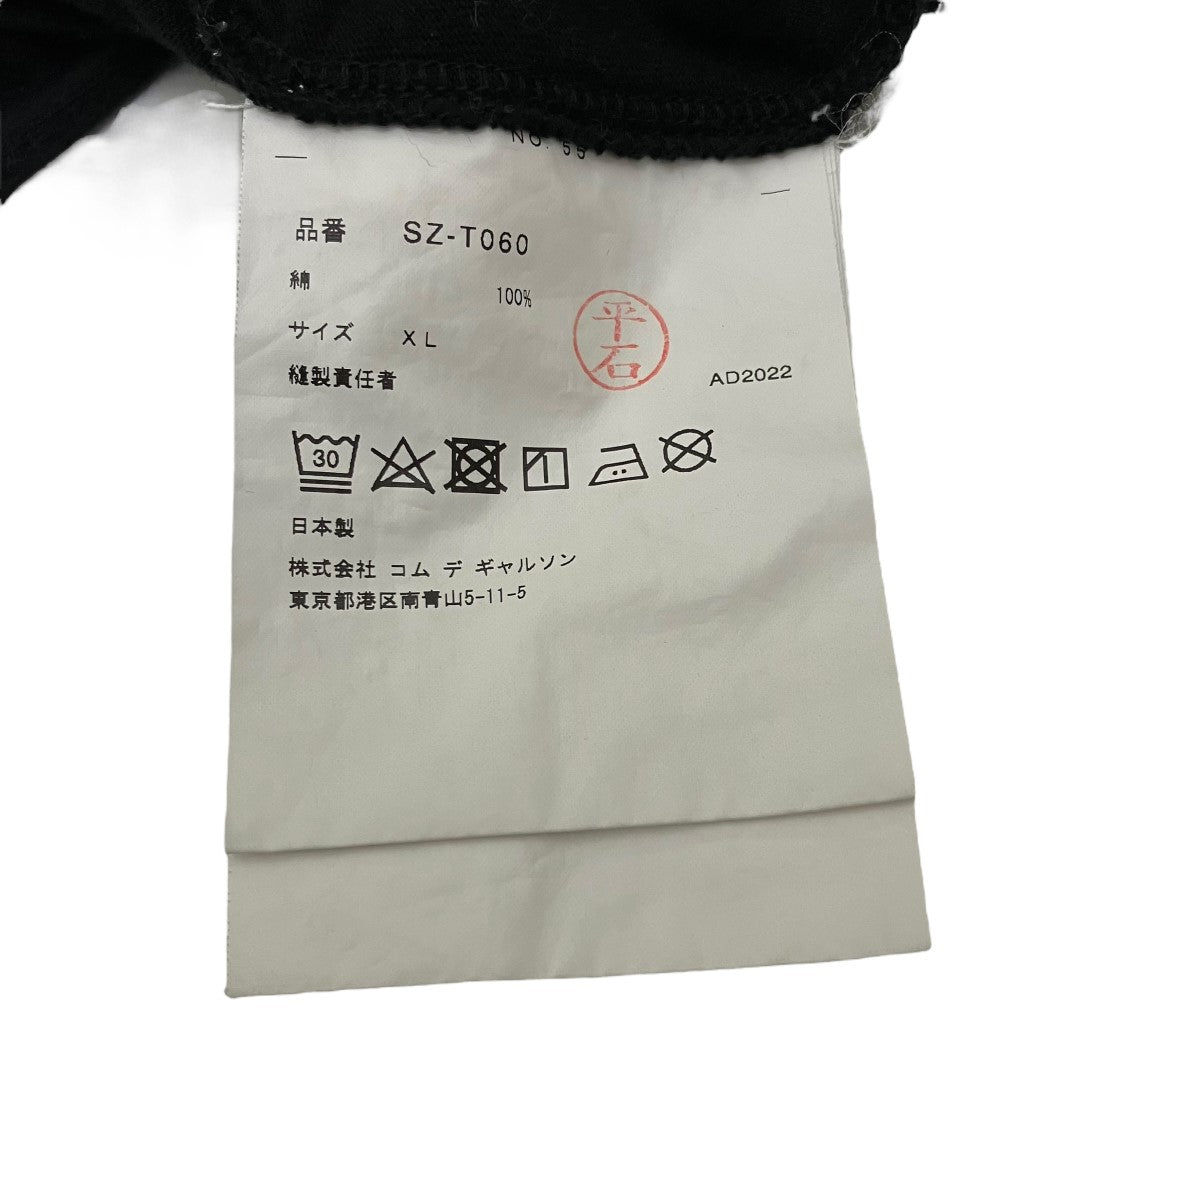 NO. 55
品番 SZ-T060
綿 100%
サイズ XL
平石
縫製責任者 AD2022
30
日本製
株式会社 コム デ ギャルソン
東京都港区南青山5-11-5